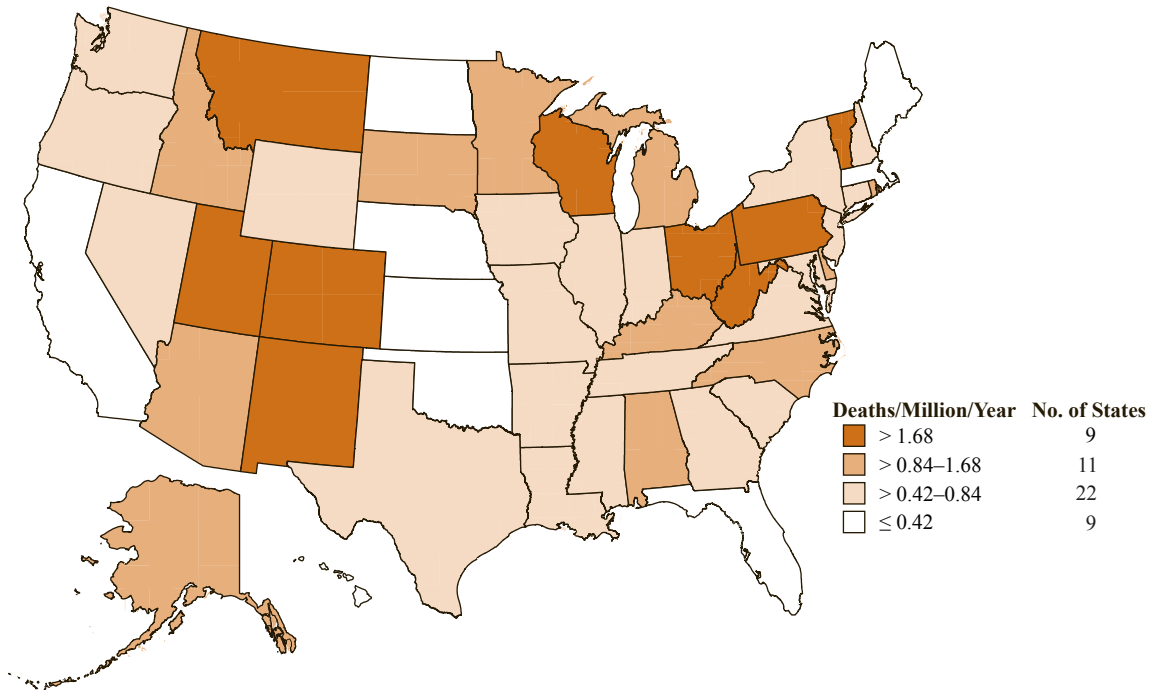 Deaths/Million/Year No. of States
> 1.68 9
> 0.84–1.68 11
> 0.42–0.84 22
≤ 0.42 9